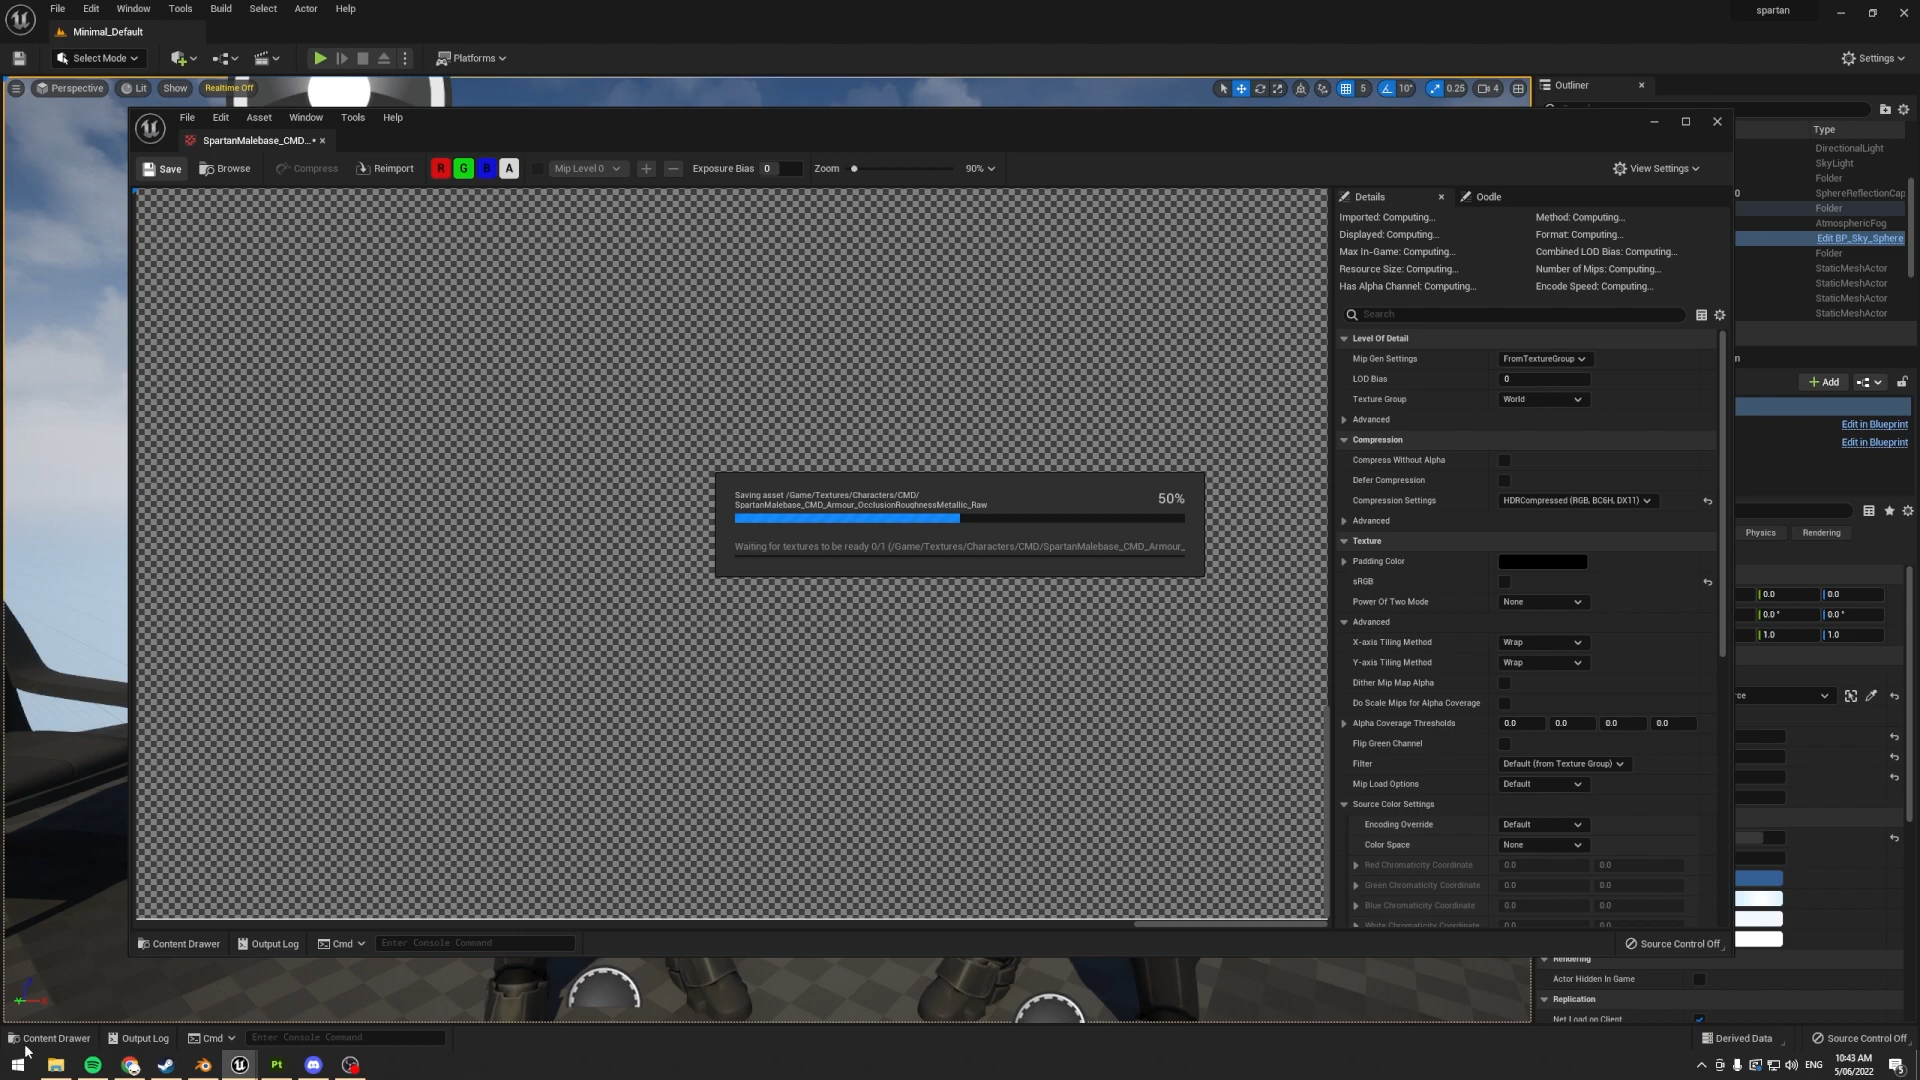 File Edit Window Tools Build Select Actor Help
spartan
Minimal_Default
Select Mode
Platforms
Settings
Perspective Lit Show Realtime Off
5 10° 0.25 4
Outliner
File Edit Asset Window Tools Help
SpartanMalebase_CMD...•
Save Browse Compress Reimport R G B A Mip Level 0 Exposure Bias 0 Zoom 90% View Settings
Type
DirectionalLight
SkyLight
Folder
SphereReflectionCap
Folder
AtmosphericFog
Edit BP_Sky_Sphere
Folder
StaticMeshActor
StaticMeshActor
StaticMeshActor
StaticMeshActor
Details Oodle
Imported: Computing... Method: Computing...
Displayed: Computing... Format: Computing...
Max In-Game: Computing... Combined LOD Bias: Computing...
Resource Size: Computing... Number of Mips: Computing...
Has Alpha Channel: Computing... Encode Speed: Computing...
Search
Level Of Detail
Mip Gen Settings FromTextureGroup
LOD Bias 0
Texture Group World
Advanced
Compression
Compress Without Alpha
Defer Compression
Compression Settings HDRCompressed (RGB, BC6H, DX11)
Advanced
Texture
Padding Color
sRGB
Power Of Two Mode None
Advanced
X-axis Tiling Method Wrap
Y-axis Tiling Method Wrap
Dither Mip Map Alpha
Do Scale Mips for Alpha Coverage
Alpha Coverage Thresholds 0.0 0.0 0.0 0.0
Flip Green Channel
Filter Default (from Texture Group)
Mip Load Options Default
Source Color Settings
Encoding Override Default
Color Space None
Red Chromaticity Coordinate 0.0 0.0
Green Chromaticity Coordinate 0.0 0.0
Blue Chromaticity Coordinate 0.0 0.0
White Chromaticity Coordinate 0.0 0.0
Saving asset /Game/Textures/Characters/CMD/
SpartanMalebase_CMD_Armour_OcclusionRoughnessMetallic_Raw
50%
Waiting for textures to be ready 0/1 (/Game/Textures/Characters/CMD/SpartanMalebase_CMD_Armour_
Add
Edit in Blueprint
Edit in Blueprint
Physics Rendering
0.0 0.0
0.0 ° 0.0 °
1.0 1.0
Content Drawer Output Log Cmd Enter Console Command Source Control Off
Rendering
Actor Hidden In Game
Replication
Net Load on Client
Content Drawer Output Log Cmd Enter Console Command Derived Data Source Control Off
Pt
ENG
10:43 AM
5/06/2022
5